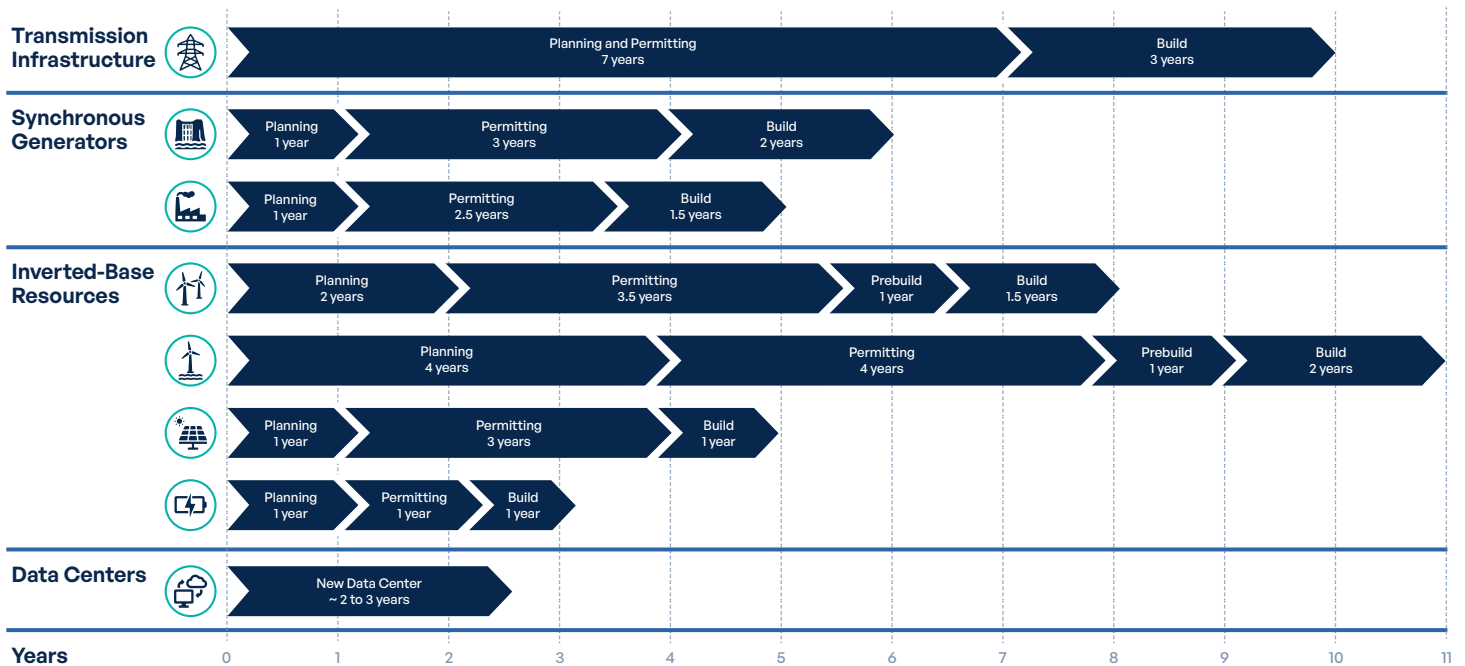 Transmission
Infrastructure
Planning and Permitting
7 years
Build
3 years
Synchronous
Generators
Planning
1 year
Permitting
3 years
Build
2 years
Planning
1 year
Permitting
2.5 years
Build
1.5 years
Inverted-Base
Resources
Planning
2 years
Permitting
3.5 years
Prebuild
1 year
Build
1.5 years
Planning
4 years
Permitting
4 years
Prebuild
1 year
Build
2 years
Planning
1 year
Permitting
3 years
Build
1 year
Planning
1 year
Permitting
1 year
Build
1 year
Data Centers
New Data Center
~ 2 to 3 years
Years 0 1 2 3 4 5 6 7 8 9 10 11